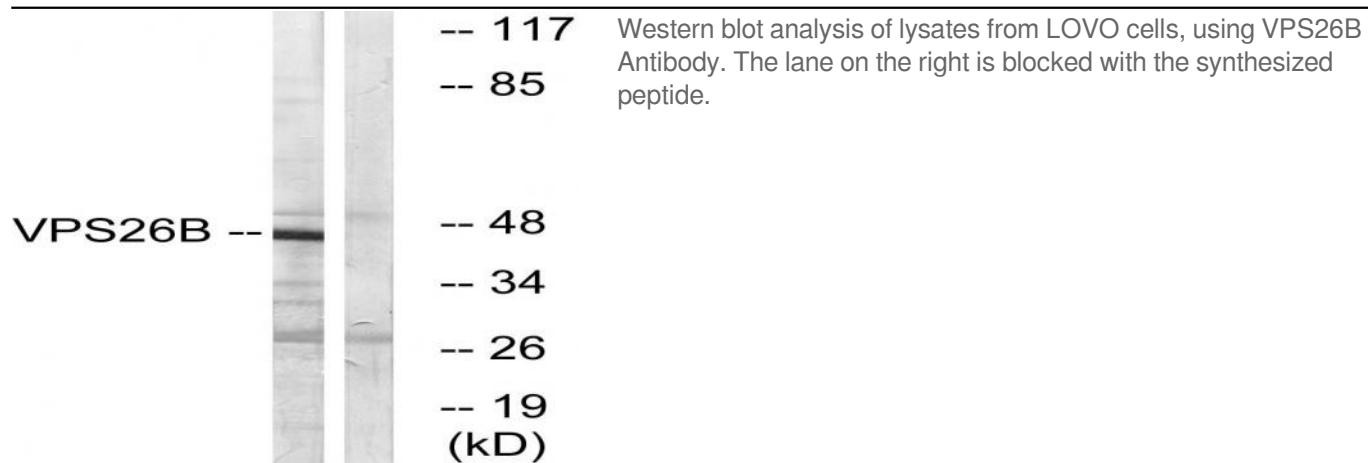 -- 117
-- 85
VPS26B --
-- 48
-- 34
-- 26
-- 19
(kD)
Western blot analysis of lysates from LOVO cells, using VPS26B
Antibody. The lane on the right is blocked with the synthesized
peptide.